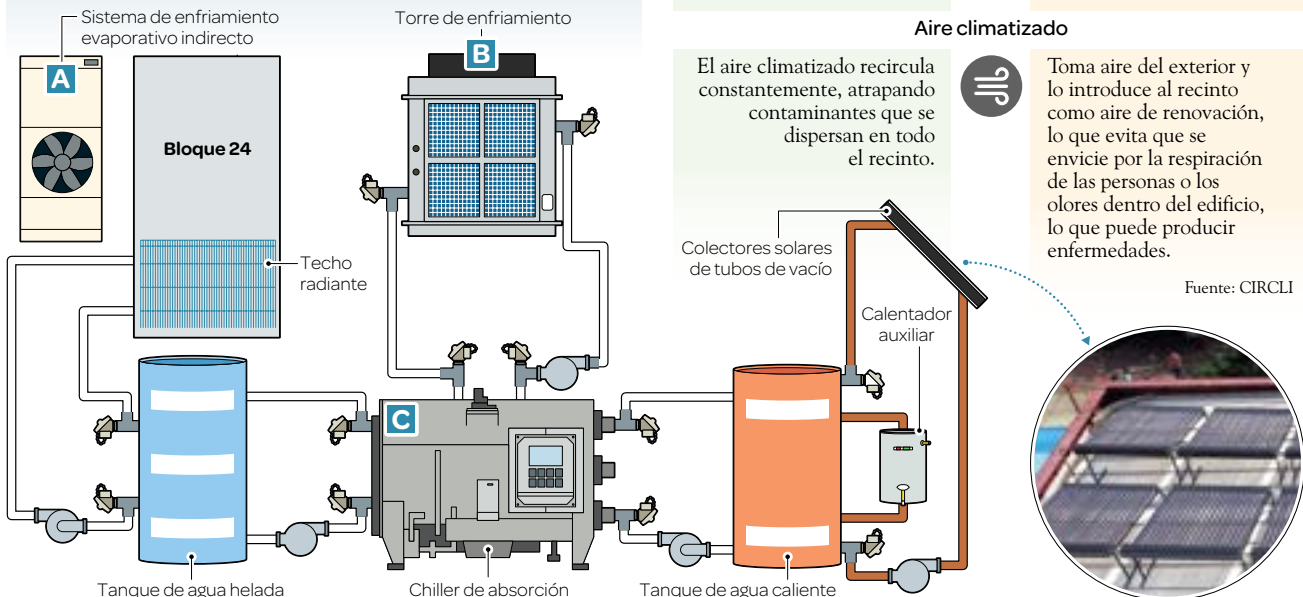 Sistema de enfriamiento
evaporativo indirecto
A
Bloque 24
Techo
radiante
Torre de enfriamiento
B
Aire climatizado
El aire climatizado recircula
constantemente, atrapando
contaminantes que se
dispersan en todo
el recinto.
Toma aire del exterior y
lo introduce al recinto
como aire de renovación,
lo que evita que se
envicie por la respiración
de las personas o los
olores dentro del edificio,
lo que puede producir
enfermedades.
Fuente: CIRCLI
Colectores solares
de tubos de vacío
Calentador
auxiliar
C
Tanque de agua helada
Chiller de absorción
Tanque de agua caliente